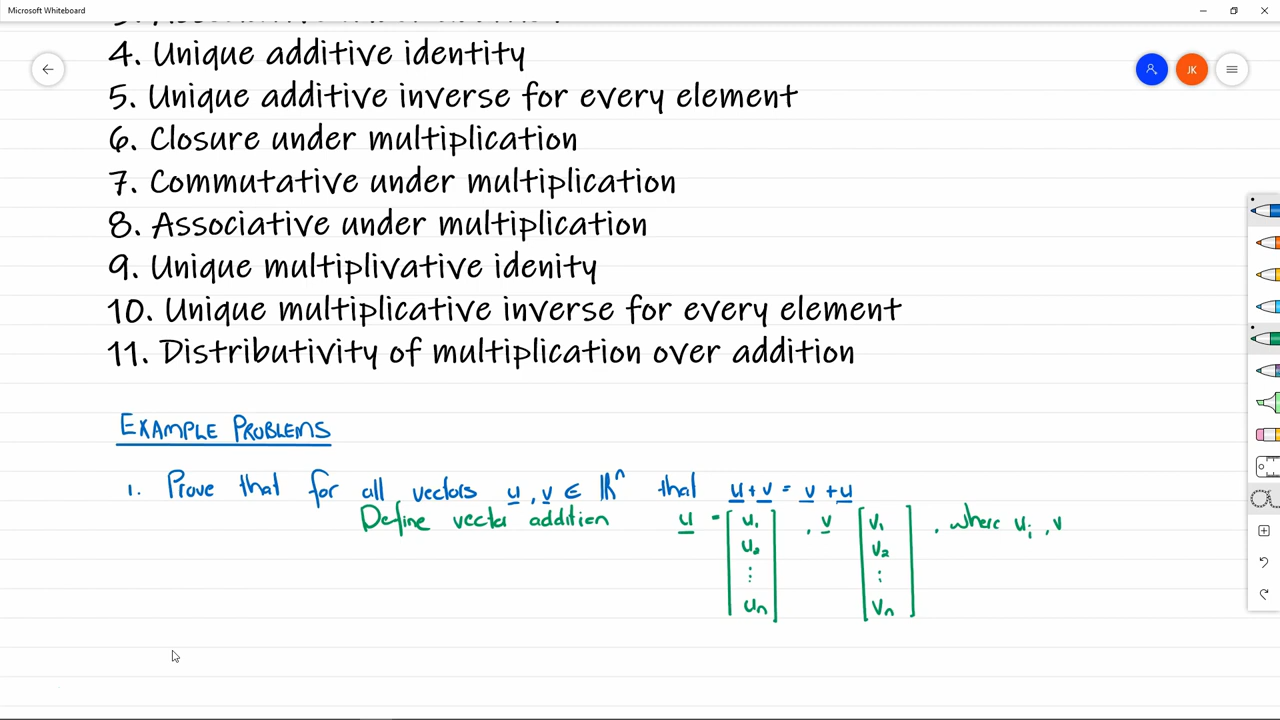 Microsoft Whiteboard
4. Unique additive identity
JK
5. Unique additive inverse for every element
6. Closure under multiplication
7. Commutative under multiplication
8. Associative under multiplication
9. Unique multiplivative idenity
10. Unique multiplicative inverse for every element
11. Distributivity of multiplication over addition
EXAMPLE PROBLEMS
1. Prove that for all vectors u, v ∈ ℝⁿ that u + v = v + u
Define vector addition u = [u₁ u₂ ⋮ uₙ], v [v₁ v₂ ⋮ vₙ], where uᵢ, v